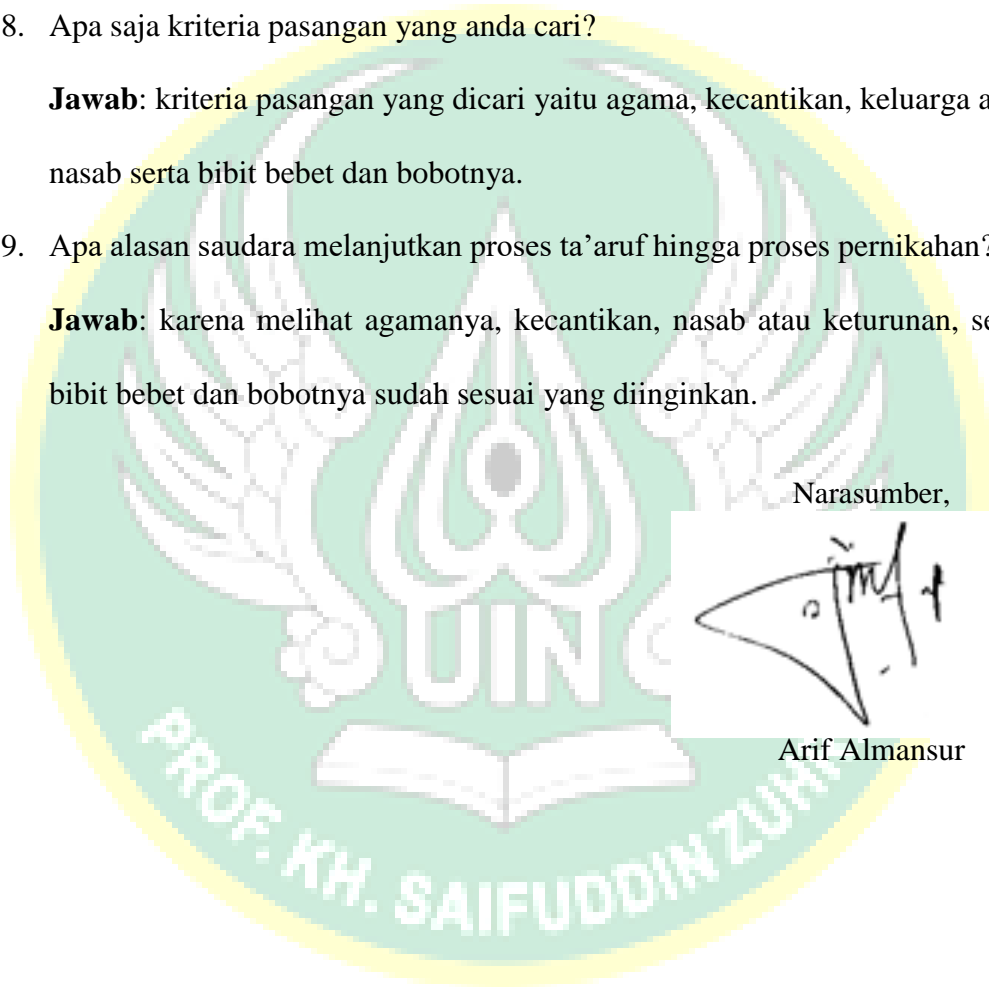 8. Apa saja kriteria pasangan yang anda cari?
Jawab: kriteria pasangan yang dicari yaitu agama, kecantikan, keluarga
nasab serta bibit bebet dan bobotnya.
9. Apa alasan saudara melanjutkan proses ta’aruf hingga proses pernikahan?
Jawab: karena melihat agamanya, kecantikan, nasab atau keturunan,
bibit bebet dan bobotnya sudah sesuai yang diinginkan.
Narasumber,
Arif Almansur
UIN
PROF. KH. SAIFUDDIN